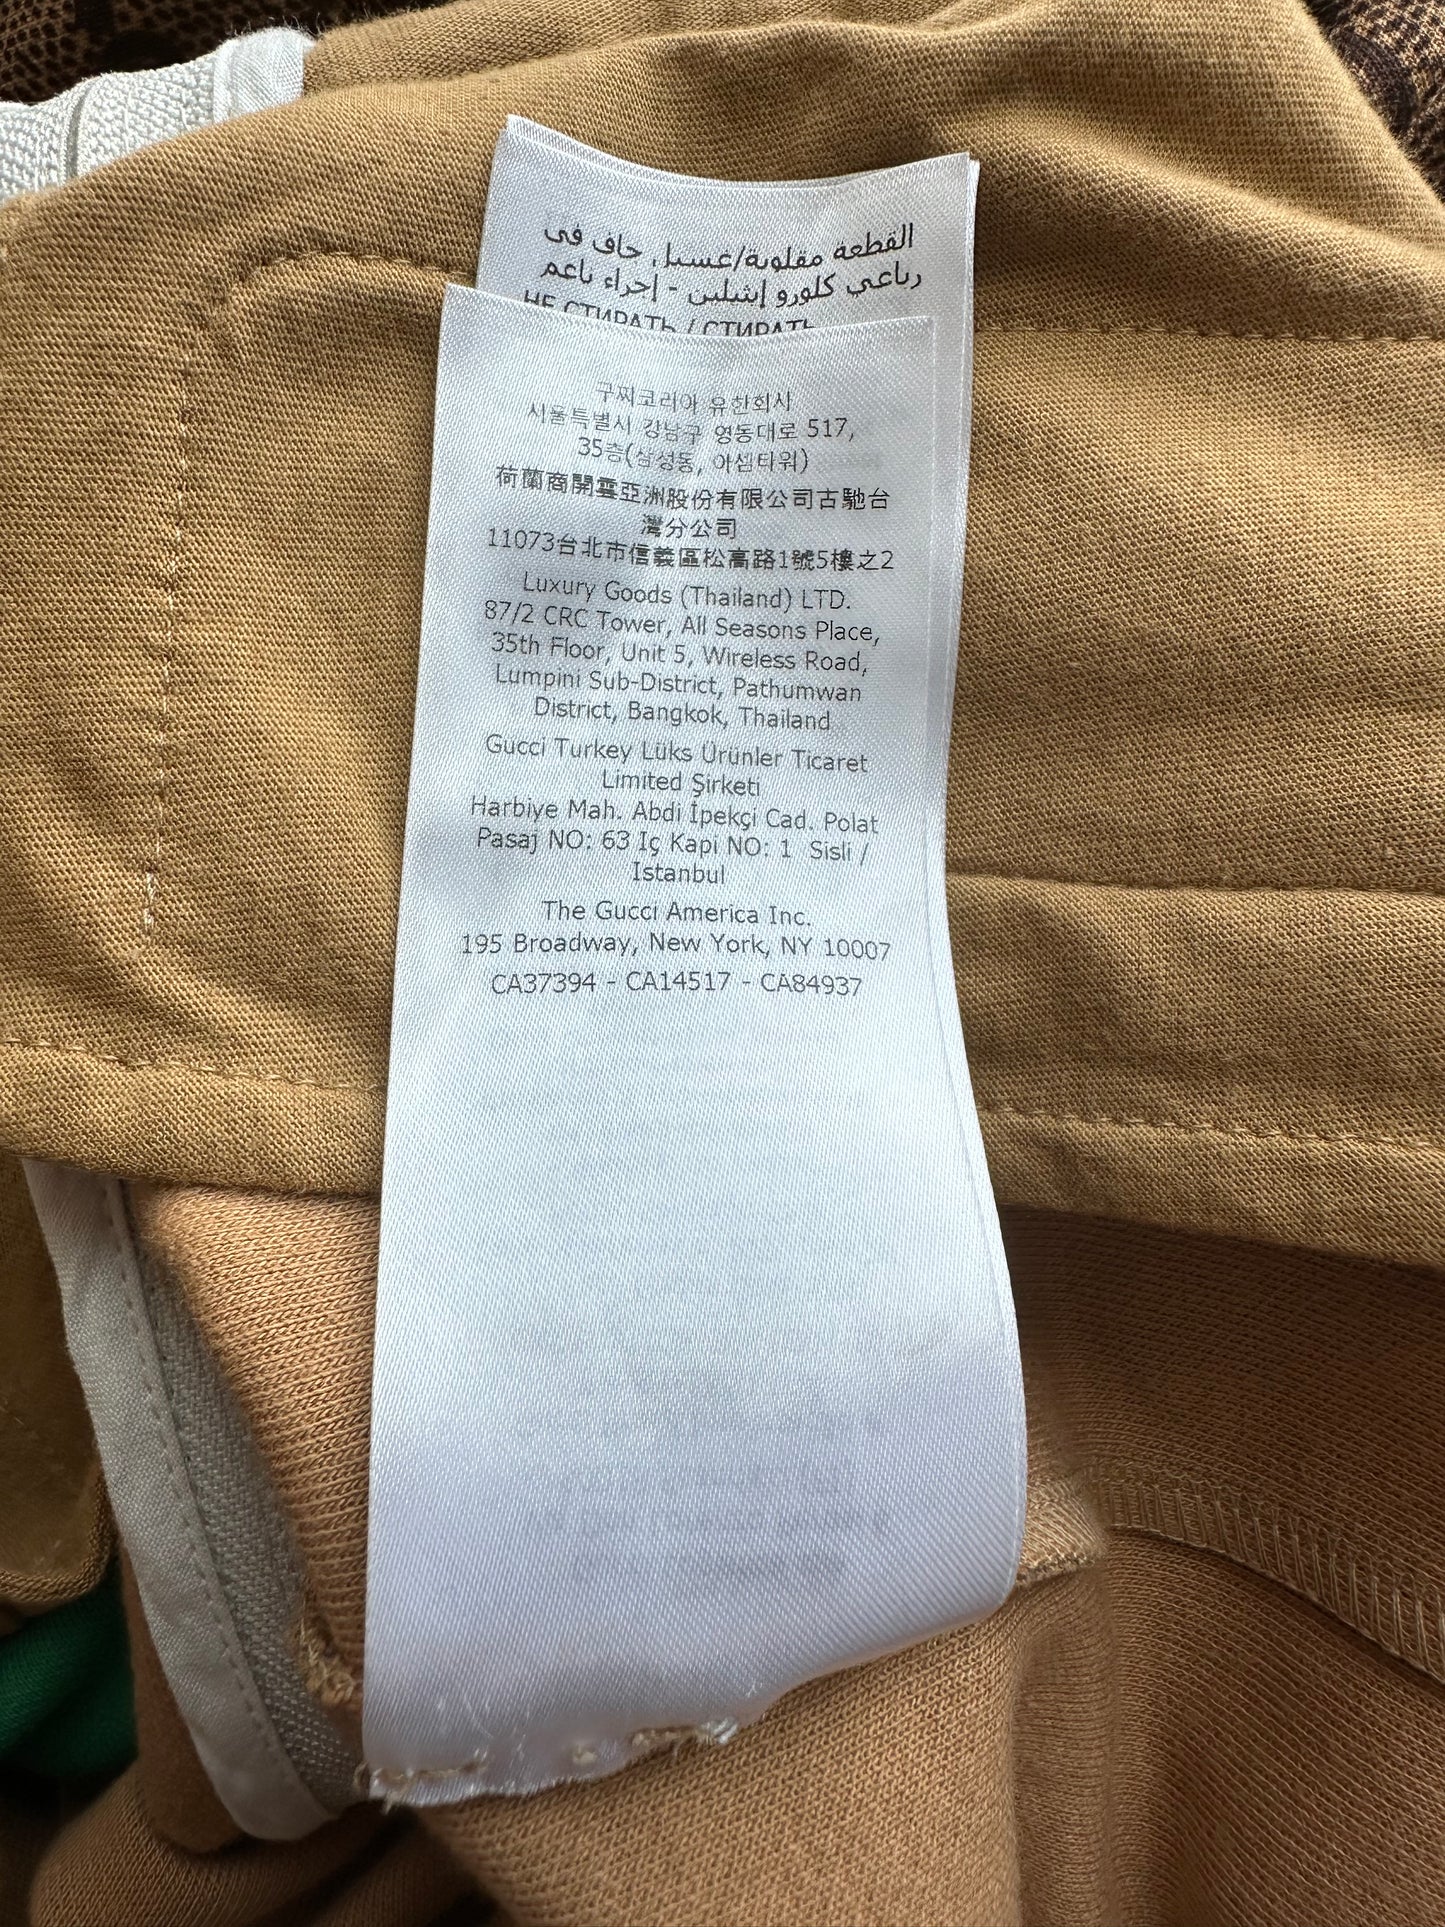 القطعة مقلوبة/غسيل جاف في
رباعي كلورو إيثيلين - إجراء ناعم
НЕ СТИРАТЬ / СТИРАТЬ
구찌코리아 유한회사
서울특별시 강남구 영동대로 517,
35층(삼성동, 아셈타워)
荷蘭商開雲亞洲股份有限公司古馳台
灣分公司
11073台北市信義區松高路1號5樓之2
Luxury Goods (Thailand) LTD.
87/2 CRC Tower, All Seasons Place,
35th Floor, Unit 5, Wireless Road,
Lumpini Sub-District, Pathumwan
District, Bangkok, Thailand
Gucci Turkey Lüks Ürünler Ticaret
Limited Şirketi
Harbiye Mah. Abdi İpekçi Cad. Polat
Pasaj NO: 63 Iç Kapi NO: 1 Sisli /
Istanbul
The Gucci America Inc.
195 Broadway, New York, NY 10007
CA37394 - CA14517 - CA84937